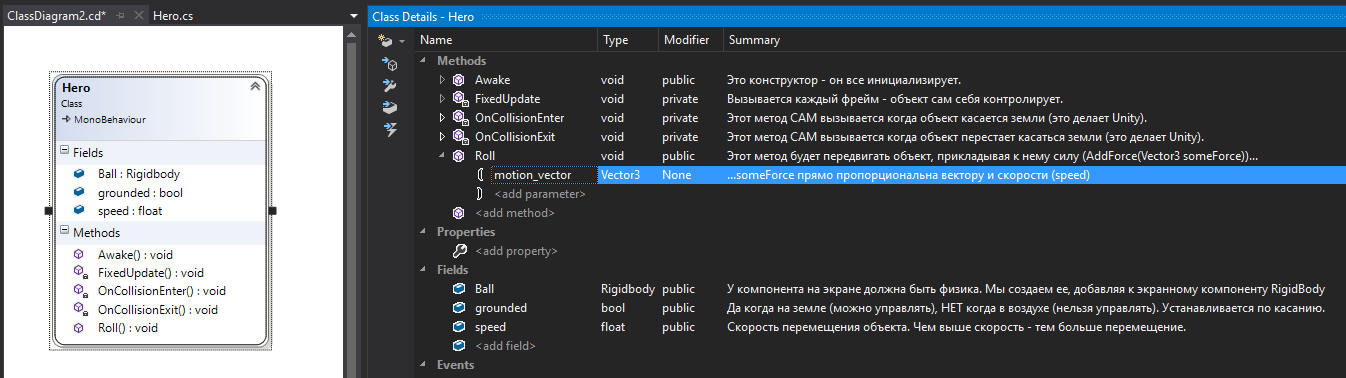 ClassDiagram2.cd*
Hero.cs
Hero
Class
MonoBehaviour
Fields
Ball : Rigidbody
grounded : bool
speed : float
Methods
Awake() : void
FixedUpdate() : void
OnCollisionEnter() : void
OnCollisionExit() : void
Roll() : void
Class Details - Hero
Name Type Modifier Summary
Methods
Awake void public Это конструктор - он все инициализирует.
FixedUpdate void private Вызывается каждый фрейм - объект сам себя контролирует.
OnCollisionEnter void private Этот метод САМ вызывается когда объект касается земли (это делает Unity).
OnCollisionExit void private Этот метод САМ вызывается когда объект перестает касаться земли (это делает Unity).
Roll void public Этот метод будет передвигать объект, прикладывая к нему силу (AddForce(Vector3 someForce))...
( motion_vector Vector3 None ...someForce прямо пропорциональна вектору и скорости (speed)
) <add parameter>
<add method>
Properties
<add property>
Fields
Ball Rigidbody public У компонента на экране должна быть физика. Мы создаем ее, добавляя к экранному компоненту RigidBody
grounded bool public Да когда на земле (можно управлять), НЕТ когда в воздухе (нельзя управлять). Устанавливается по касанию.
speed float public Скорость перемещения объекта. Чем выше скорость - тем больше перемещение.
<add field>
Events